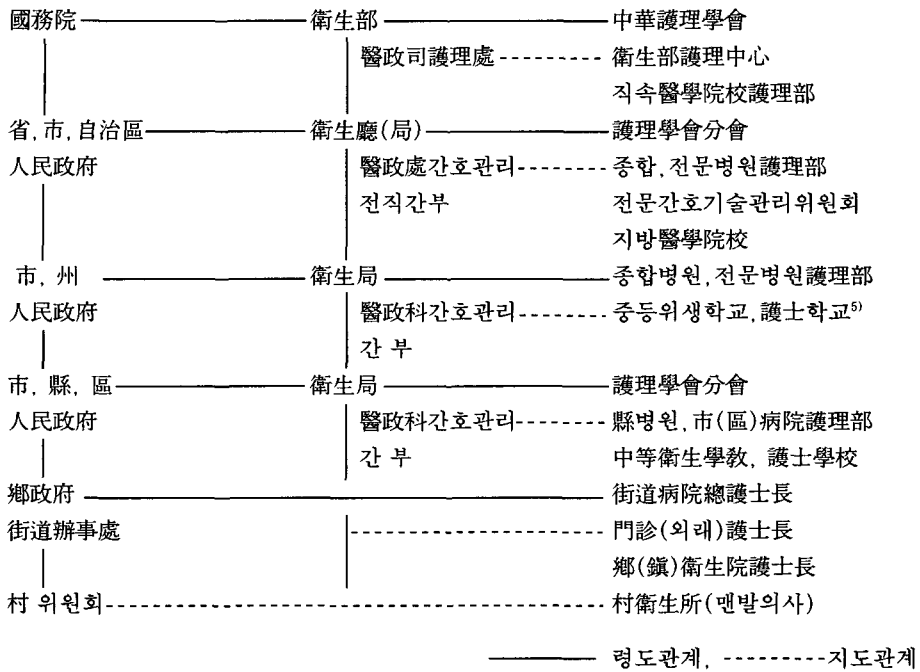 國務院 衛生部 中華護理學會
醫政司護理處 衛生部護理中心
직속醫學院校護理部
省, 市, 自治區 衛生廳(局) 護理學會分會
人民政府 醫政處간호관리 종합, 전문병원護理部
전직간부 전문간호기술관리위원회
지방醫學院校
市, 州 衛生局 종합병원, 전문병원護理部
人民政府 醫政科간호관리 중등위생학교, 護士학교5)
간 부
市, 縣, 區 衛生局 護理學會分會
人民政府 醫政科간호관리 縣병원, 市(區)病院護理部
간 부 中等衛生學敎, 護士學校
鄕政府 街道病院總護士長
街道辦事處 門診(외래)護士長
鄕(鎭)衛生院護士長
村 위원회 村衛生所(맨발의사)
령도관계, 지도관계